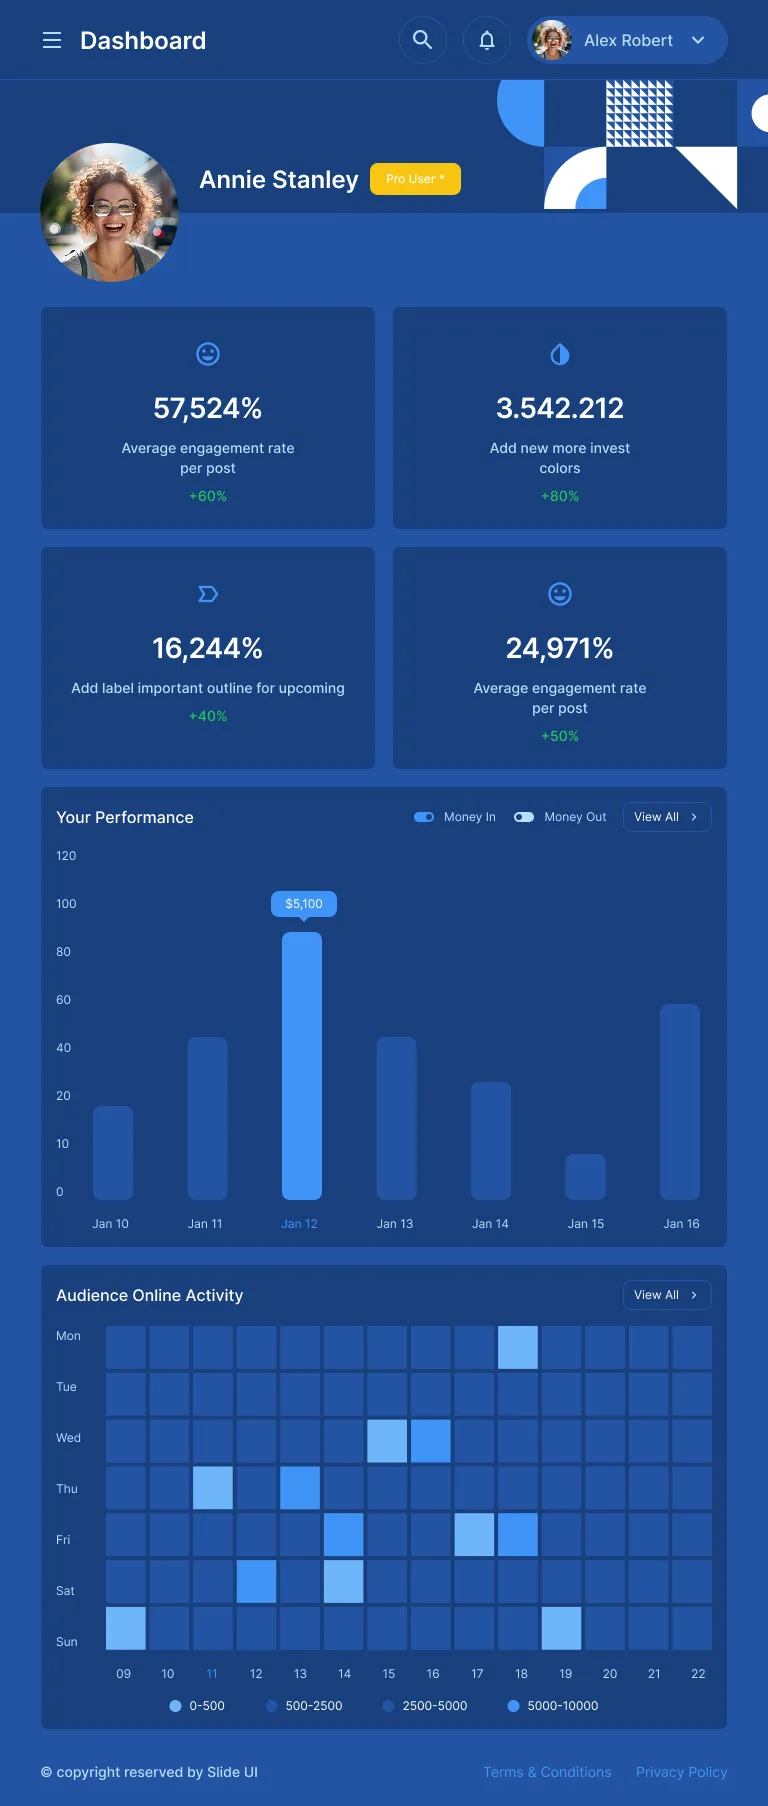 Dashboard
Alex Robert
Annie Stanley
Pro User *
57,524%
Average engagement rate
per post
+60%
3.542.212
Add new more invest
colors
+80%
16,244%
Add label important outline for upcoming
+40%
24,971%
Average engagement rate
per post
+50%
Your Performance
Money In
Money Out
View All
120
100
80
60
40
20
10
0
$5,100
Jan 10
Jan 11
Jan 12
Jan 13
Jan 14
Jan 15
Jan 16
Audience Online Activity
View All
Mon
Tue
Wed
Thu
Fri
Sat
Sun
09 10 11 12 13 14 15 16 17 18 19 20 21 22
0-500
500-2500
2500-5000
5000-10000
© copyright reserved by Slide UI
Terms & Conditions
Privacy Policy